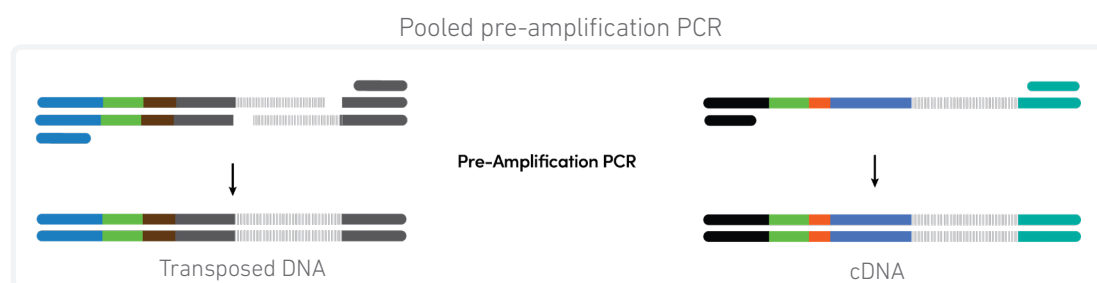 Pooled pre-amplification PCR
Pre-Amplification PCR
Transposed DNA
cDNA